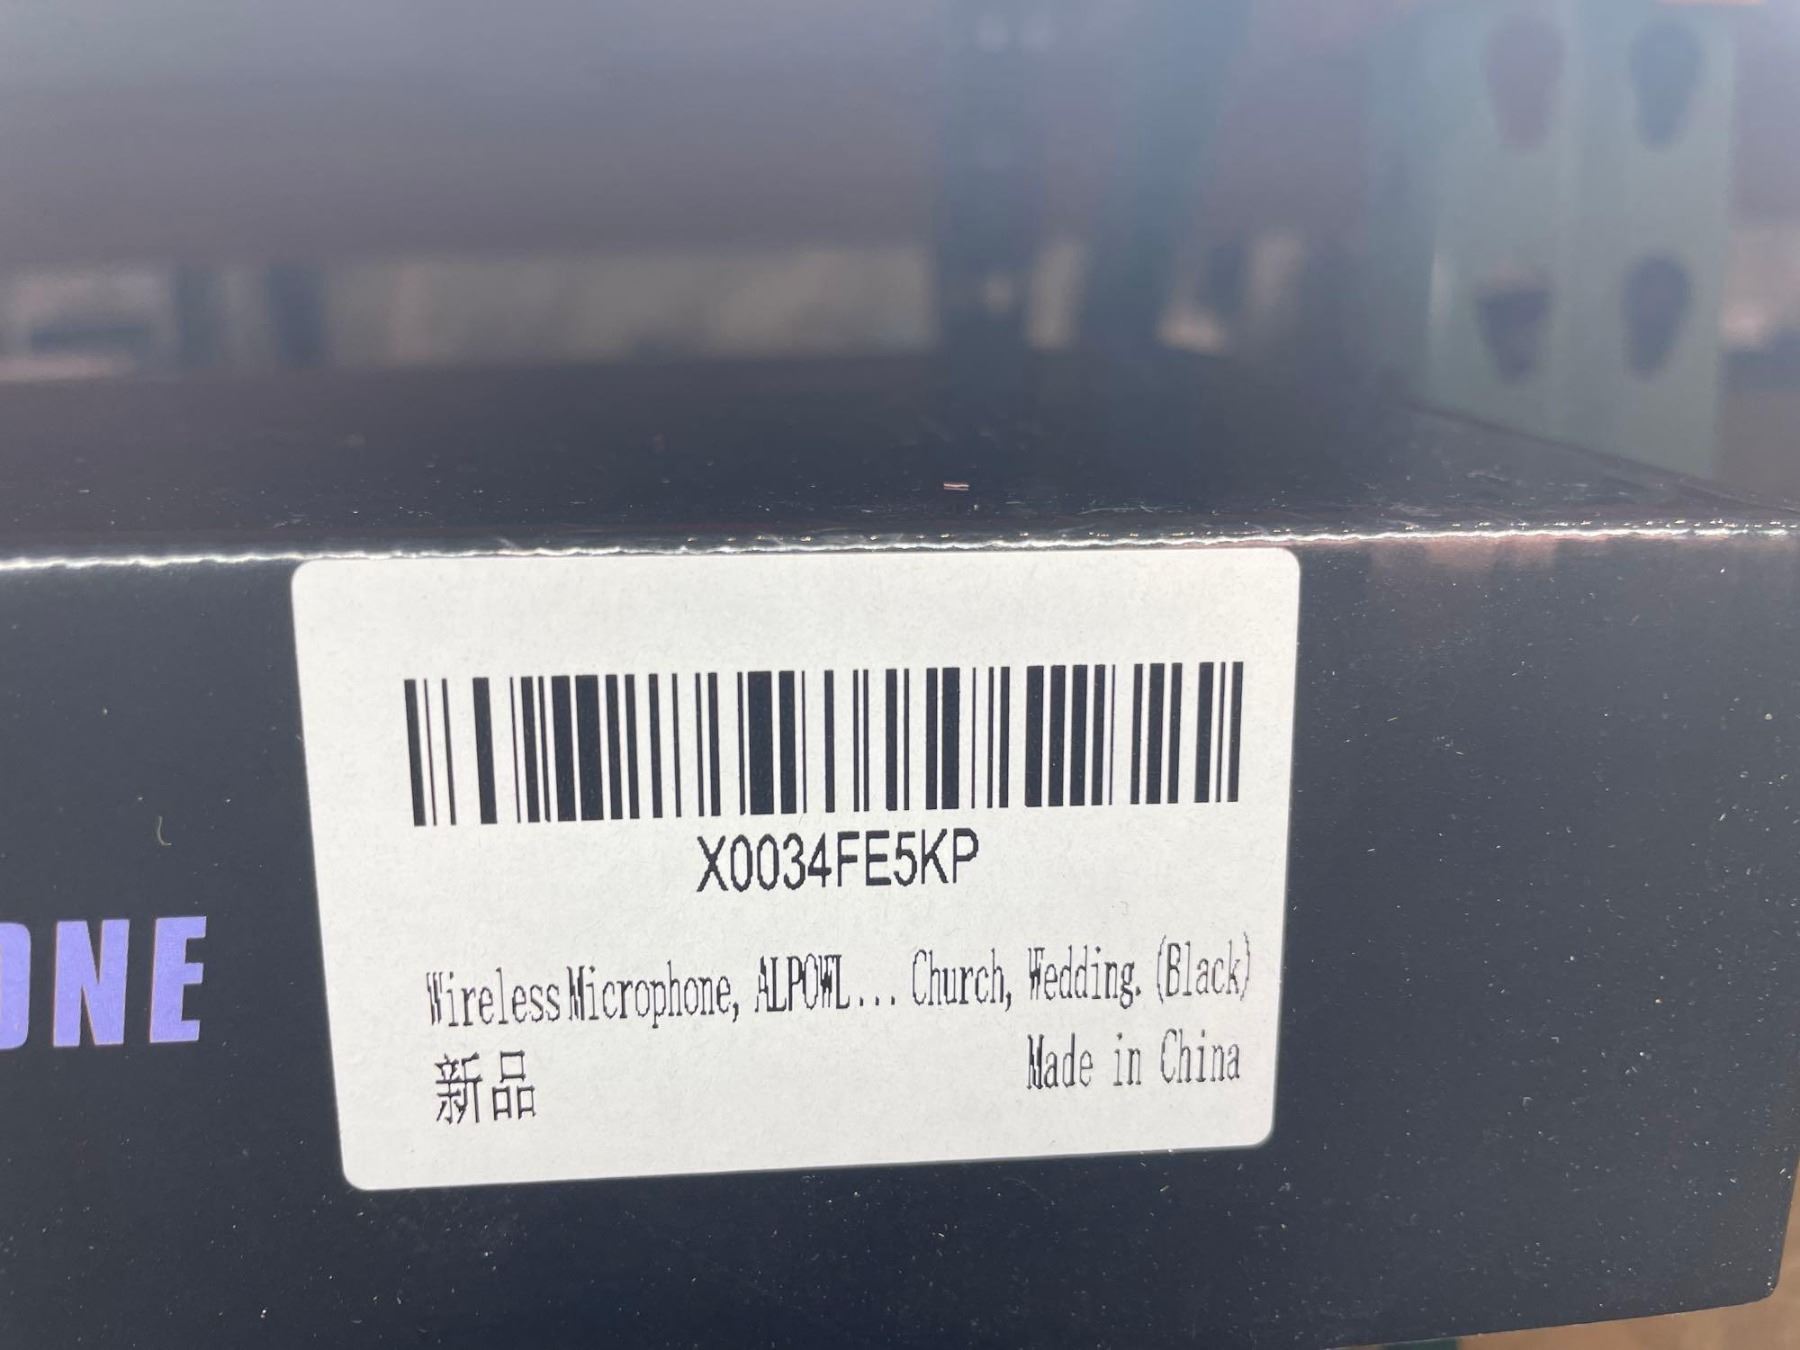 X0034FE5KP
Wireless Microphone, ALPOWL... Church, Wedding. (Black)
新品 Made in China
ONE